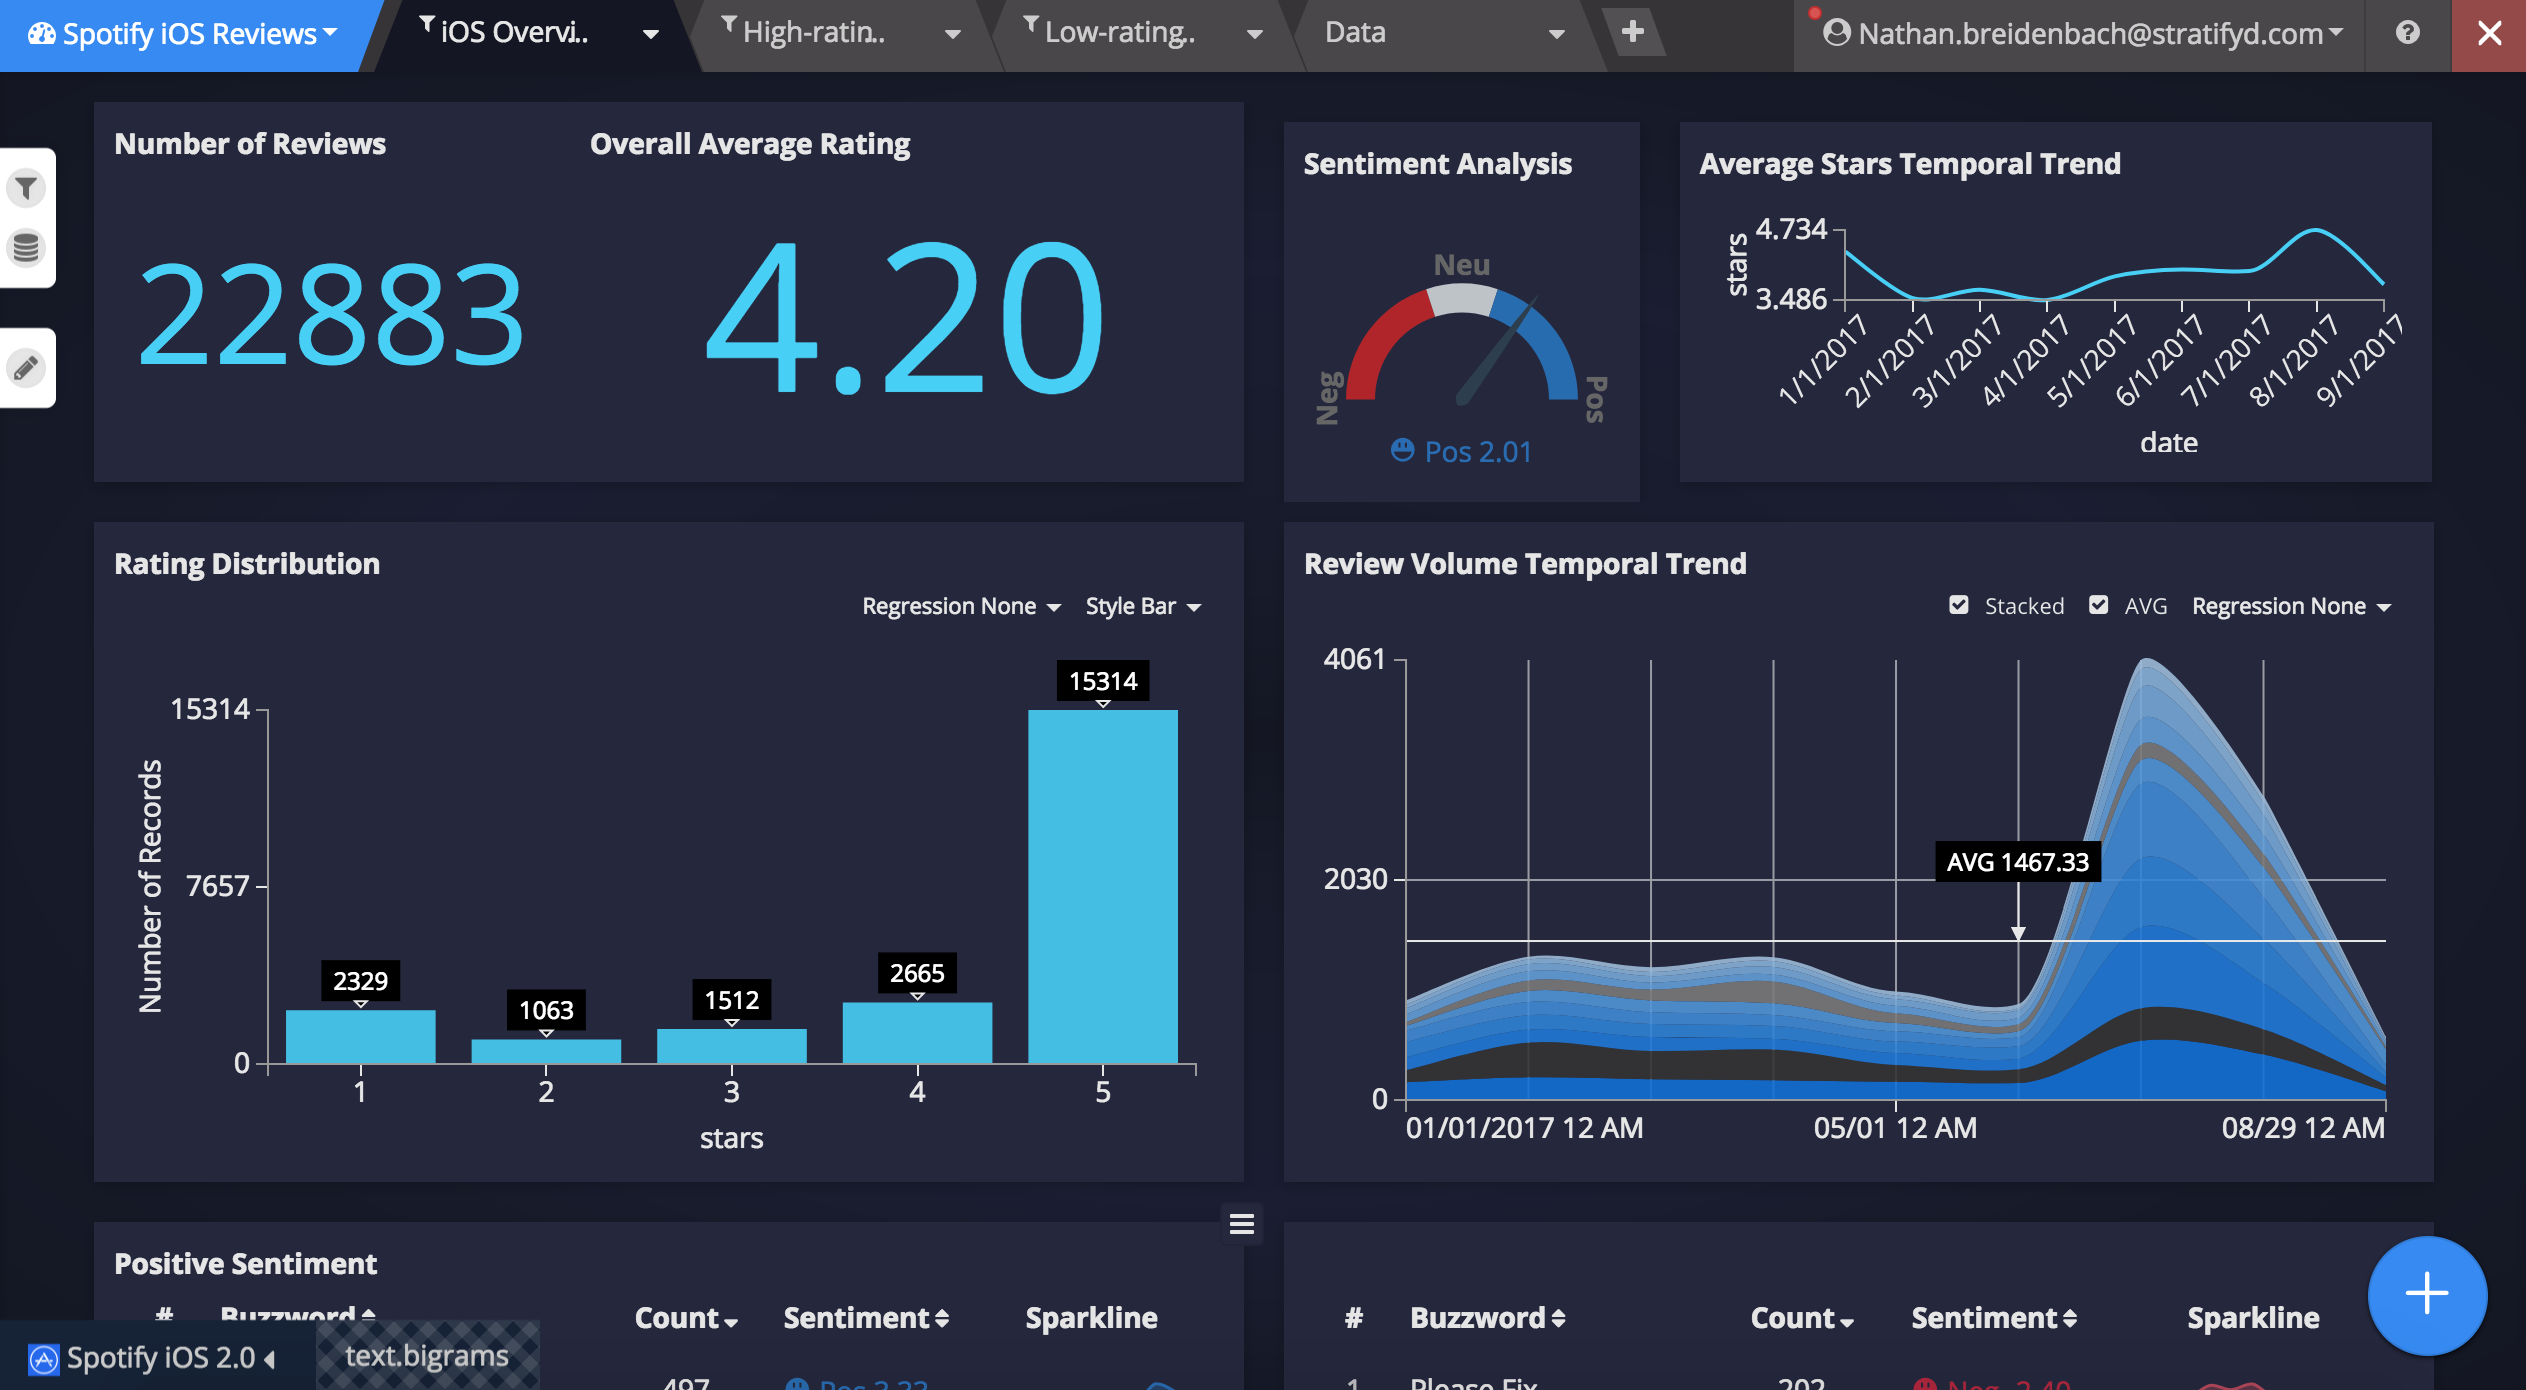 Spotify iOS Reviews
iOS Overvi..
High-ratin..
Low-rating..
Data
Nathan.breidenbach@stratifyd.com
Number of Reviews
22883
Overall Average Rating
4.20
Sentiment Analysis
Neu
Neg
Pos
Pos 2.01
Average Stars Temporal Trend
stars
4.734
3.486
1/1/2017
2/1/2017
3/1/2017
4/1/2017
5/1/2017
6/1/2017
7/1/2017
8/1/2017
9/1/2017
date
Rating Distribution
Regression None
Style Bar
Number of Records
15314
7657
0
2329
1063
1512
2665
15314
1
2
3
4
5
stars
Review Volume Temporal Trend
Stacked
AVG
Regression None
4061
2030
0
AVG 1467.33
01/01/2017 12 AM
05/01 12 AM
08/29 12 AM
Positive Sentiment
# Buzzword Count Sentiment Sparkline
497
# Buzzword Count Sentiment Sparkline
1 Please Fix 202
Spotify iOS 2.0
text.bigrams